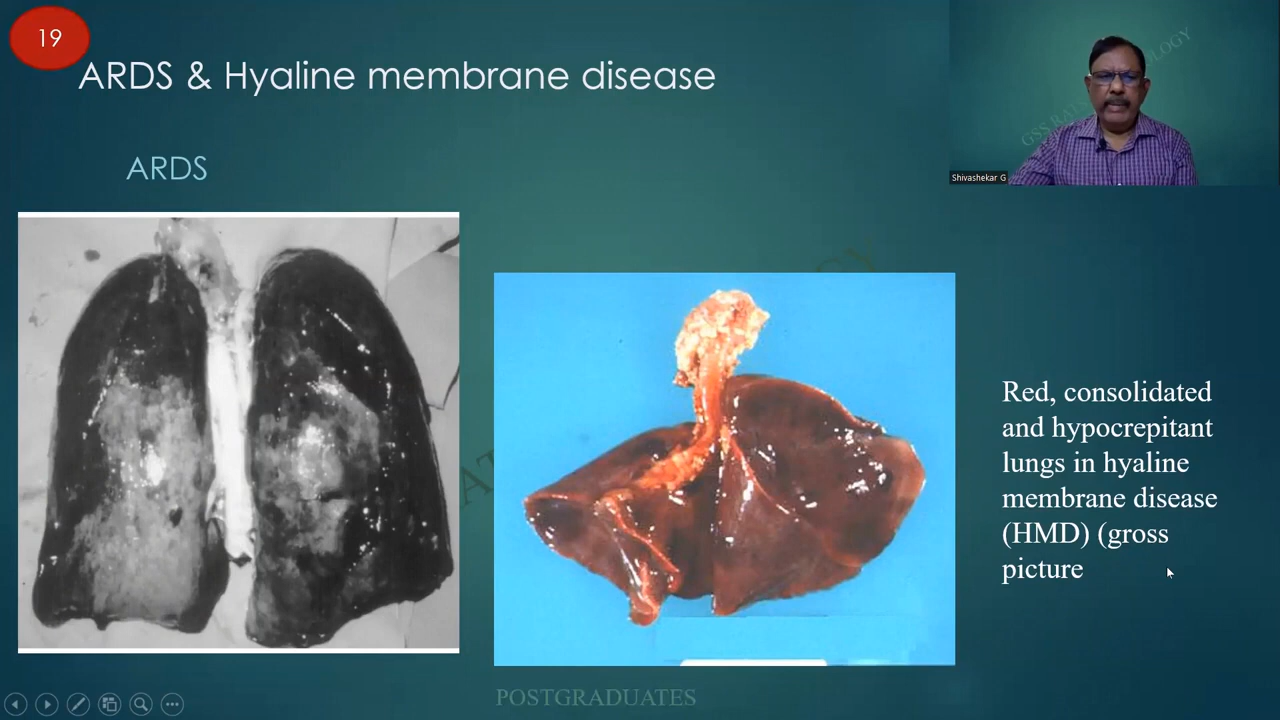 19
ARDS & Hyaline membrane disease
ARDS
Shivashekar G
Red, consolidated
and hypocrepitant
lungs in hyaline
membrane disease
(HMD) (gross
picture
POSTGRADUATES